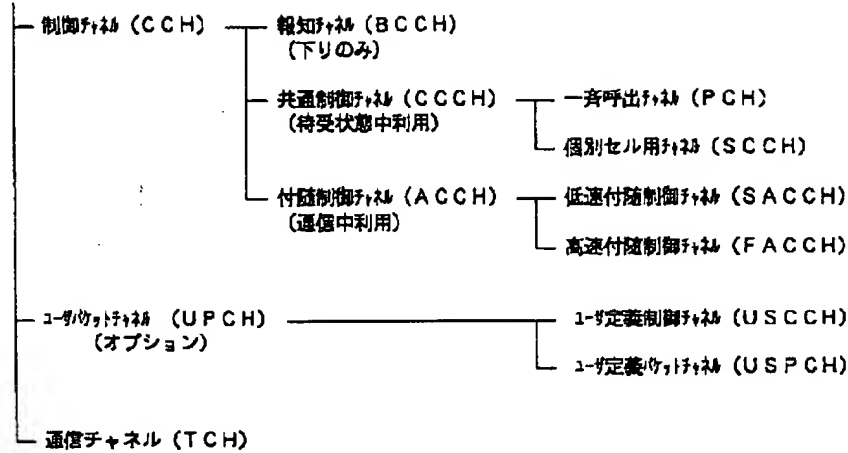 制御ﾁｬﾈﾙ (CCH)
報知ﾁｬﾈﾙ (BCCH)
(下りのみ)
共通制御ﾁｬﾈﾙ (CCCH)
(待受状態中利用)
一斉呼出ﾁｬﾈﾙ (PCH)
個別セル用ﾁｬﾈﾙ (SCCH)
付随制御ﾁｬﾈﾙ (ACCH)
(通信中利用)
低速付随制御ﾁｬﾈﾙ (SACCH)
高速付随制御ﾁｬﾈﾙ (FACCH)
ﾕｰｻﾞﾊﾟｹｯﾄﾁｬﾈﾙ (UPCH)
(オプション)
ﾕｰｻﾞ定義制御ﾁｬﾈﾙ (USCCH)
ﾕｰｻﾞ定義ﾊﾟｹｯﾄﾁｬﾈﾙ (USPCH)
通信チャネル (TCH)